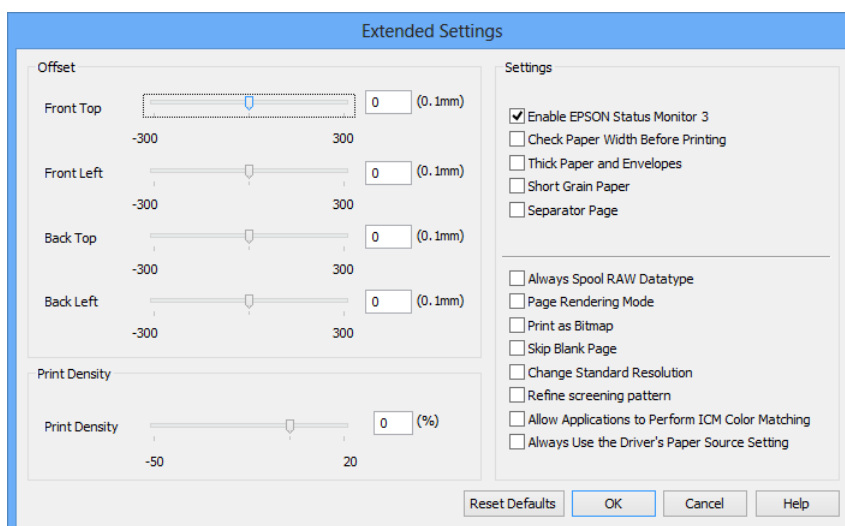 Extended Settings
Offset
Front Top 0 (0.1mm)
-300 300
Front Left 0 (0.1mm)
-300 300
Back Top 0 (0.1mm)
-300 300
Back Left 0 (0.1mm)
-300 300
Print Density
Print Density 0 (%)
-50 20
Settings
Enable EPSON Status Monitor 3
Check Paper Width Before Printing
Thick Paper and Envelopes
Short Grain Paper
Separator Page
Always Spool RAW Datatype
Page Rendering Mode
Print as Bitmap
Skip Blank Page
Change Standard Resolution
Refine screening pattern
Allow Applications to Perform ICM Color Matching
Always Use the Driver's Paper Source Setting
Reset Defaults OK Cancel Help